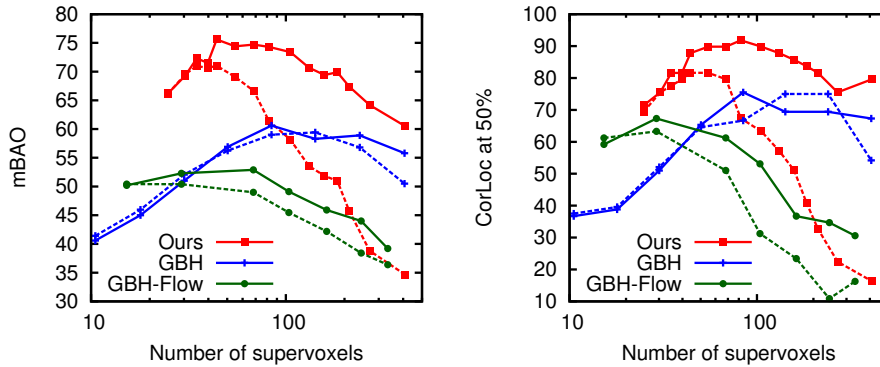 75
70
65
60
55
50
45
40
35
30
mBAO
Ours
GBH
GBH-Flow
10
100
Number of supervoxels
100
90
80
70
60
50
40
30
20
10
CorLoc at 50%
Ours
GBH
GBH-Flow
10
100
Number of supervoxels
80